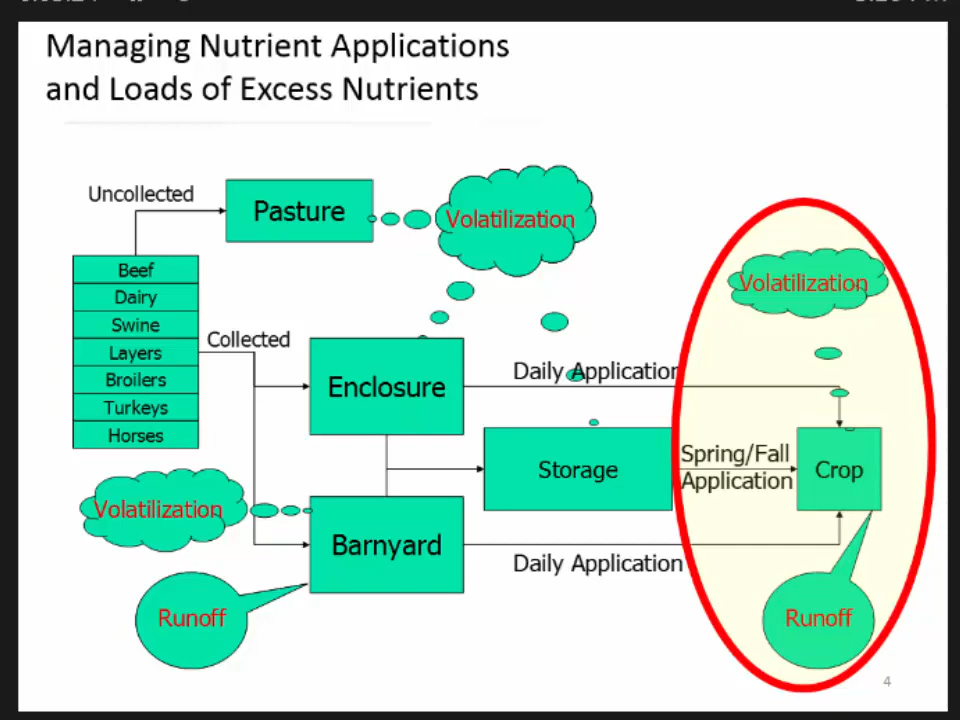 Managing Nutrient Applications
and Loads of Excess Nutrients
Uncollected
Pasture
Volatilization
Volatilization
Beef
Dairy
Swine
Layers
Broilers
Turkeys
Horses
Collected
Enclosure
Daily Application
Storage
Spring/Fall
Application
Crop
Volatilization
Barnyard
Daily Application
Runoff
Runoff
4